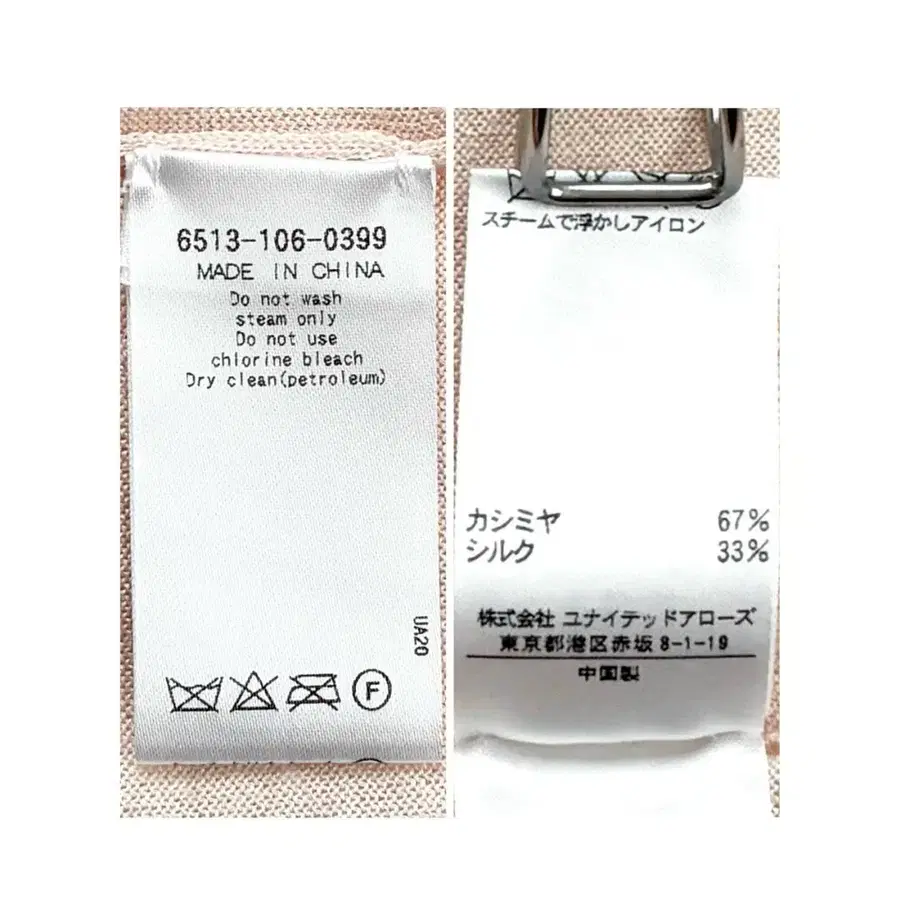 6513-106-0399
MADE IN CHINA
Do not wash
steam only
Do not use
chlorine bleach
Dry clean(petroleum)
UA20
F
スチームで浮かしアイロン
カシミヤ 67%
シルク 33%
株式会社 ユナイテッドアローズ
東京都港区赤坂 8-1-19
中国製